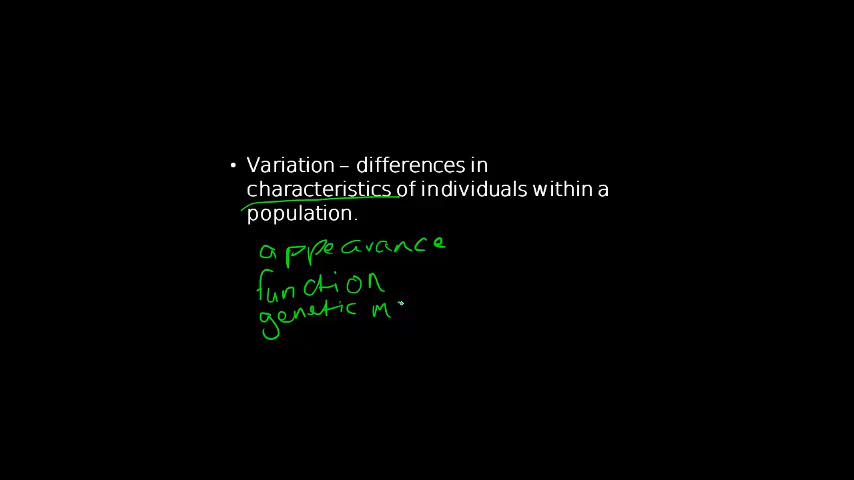 • Variation – differences in
characteristics of individuals within a
population.
appearance
function
genetic m